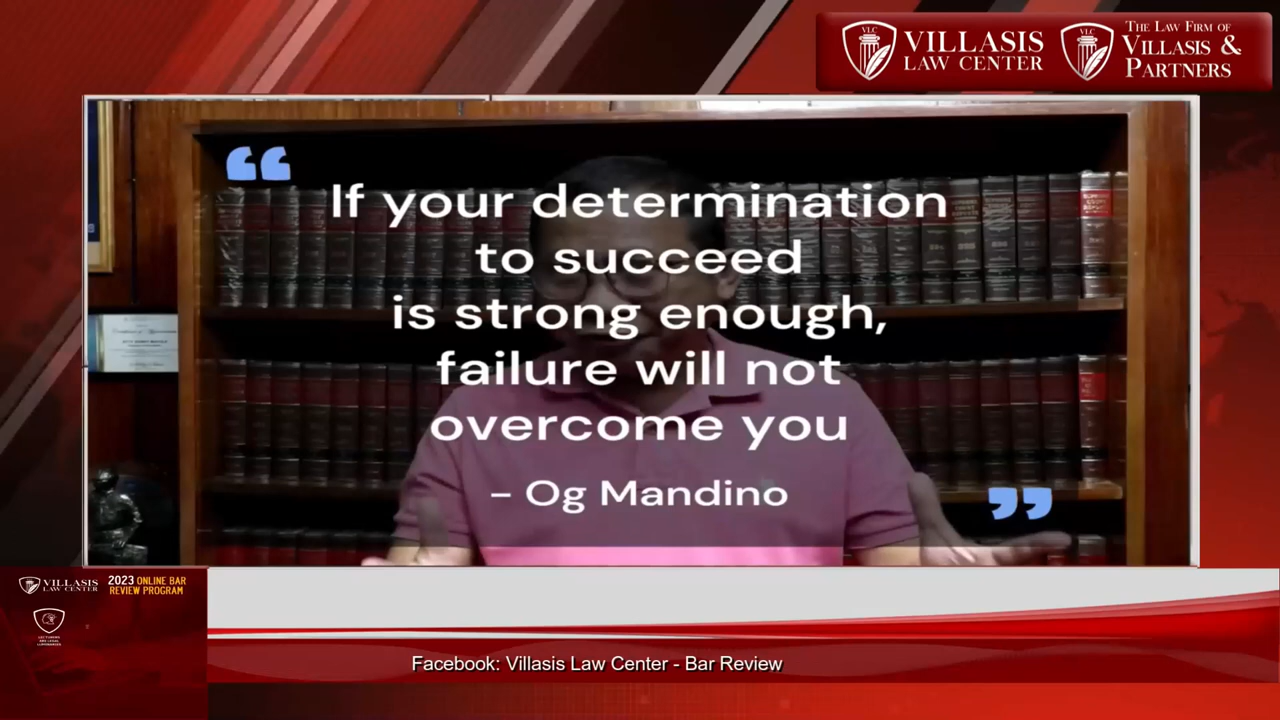 VLC
VILLASIS
LAW CENTER
VLC
THE LAW FIRM OF
VILLASIS &
PARTNERS
If your determination
to succeed
is strong enough,
failure will not
overcome you
– Og Mandino
VILLASIS
LAW CENTER
2023 ONLINE BAR
REVIEW PROGRAM
Facebook: Villasis Law Center - Bar Review